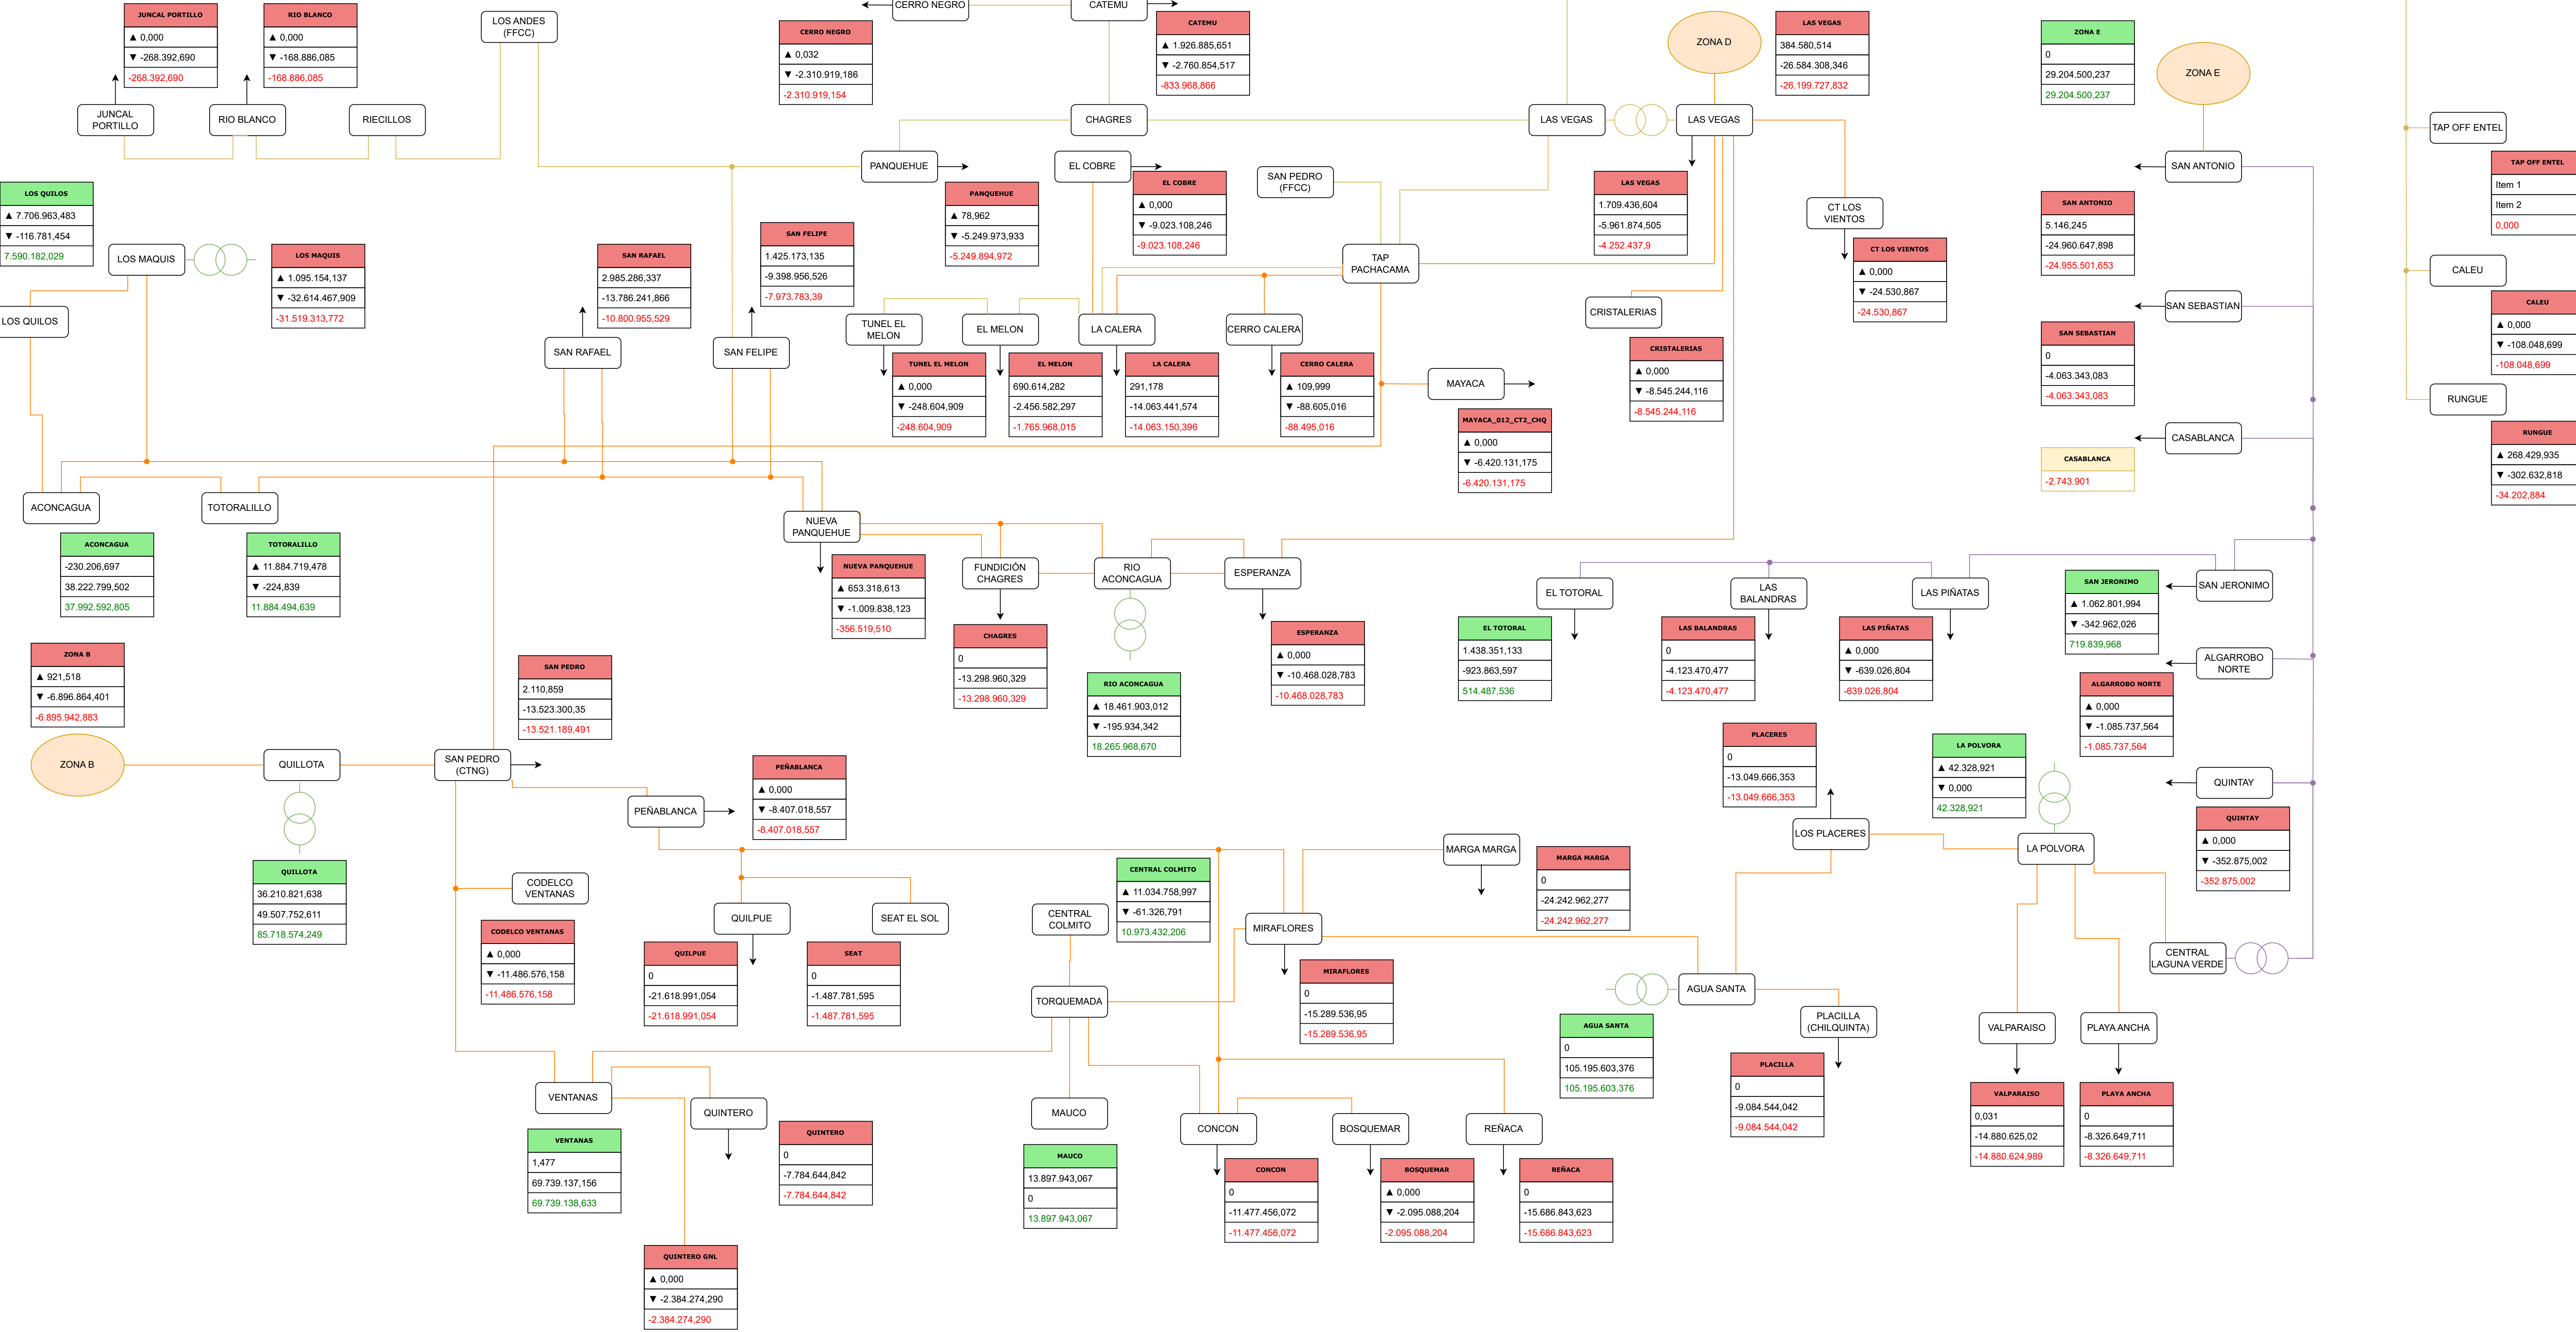 JUNCAL PORTILLO
▲ 0,000
▼ -268.392,690
-268.392,690
RIO BLANCO
▲ 0,000
▼ -168.886,085
-168.886,085
LOS ANDES
(FFCC)
CERRO NEGRO
CATEMU
CERRO NEGRO
▲ 0,032
▼ -2.310.919,186
-2.310.919,154
CATEMU
▲ 1.926.885,651
▼ -2.760.854,517
-833.968,866
ZONA D
LAS VEGAS
384.580,514
-26.584.308,346
-26.199.727,832
ZONA E
0
29.204.500,237
29.204.500,237
ZONA E
JUNCAL
PORTILLO
RIO BLANCO
RIECILLOS
CHAGRES
LAS VEGAS
LAS VEGAS
TAP OFF ENTEL
PANQUEHUE
EL COBRE
SAN PEDRO
(FFCC)
SAN ANTONIO
TAP OFF ENTEL
Item 1
Item 2
0,000
LOS QUILOS
▲ 7.706.963,483
▼ -116.781,454
7.590.182,029
PANQUEHUE
▲ 78,962
▼ -5.249.973,933
-5.249.894,972
EL COBRE
▲ 0,000
▼ -9.023.108,246
-9.023.108,246
LAS VEGAS
1.709.436,604
-5.961.874,505
-4.252.437,9
CT LOS
VIENTOS
SAN ANTONIO
5.146,245
-24.960.647,898
-24.955.501,653
LOS MAQUIS
LOS MAQUIS
▲ 1.095.154,137
▼ -32.614.467,909
-31.519.313,772
SAN RAFAEL
2.985.286,337
-13.786.241,866
-10.800.955,529
SAN FELIPE
1.425.173,135
-9.398.956,526
-7.973.783,39
TAP
PACHACAMA
CT LOS VIENTOS
▲ 0,000
▼ -24.530,867
-24.530,867
CALEU
LOS QUILOS
SAN RAFAEL
SAN FELIPE
TUNEL EL
MELON
EL MELON
LA CALERA
CERRO CALERA
CRISTALERIAS
SAN SEBASTIAN
CALEU
▲ 0,000
▼ -108.048,699
-108.048,699
SAN SEBASTIAN
0
-4.063.343,083
-4.063.343,083
TUNEL EL MELON
▲ 0,000
▼ -248.604,909
-248.604,909
EL MELON
690.614,282
-2.456.582,297
-1.765.968,015
LA CALERA
291,178
-14.063.441,574
-14.063.150,396
CERRO CALERA
▲ 109,999
▼ -88.605,016
-88.495,016
MAYACA
CRISTALERIAS
▲ 0,000
▼ -8.545.244,116
-8.545.244,116
RUNGUE
MAYACA_012_CT2_CHQ
▲ 0,000
▼ -6.420.131,175
-6.420.131,175
CASABLANCA
CASABLANCA
-2.743.901
RUNGUE
▲ 268.429,935
▼ -302.632,818
-34.202,884
ACONCAGUA
TOTORALILLO
NUEVA
PANQUEHUE
ACONCAGUA
-230.206,697
38.222.799,502
37.992.592,805
TOTORALILLO
▲ 11.884.719,478
▼ -224,839
11.884.494,639
NUEVA PANQUEHUE
▲ 653.318,613
▼ -1.009.838,123
-356.519,510
FUNDICIÓN
CHAGRES
RIO
ACONCAGUA
ESPERANZA
EL TOTORAL
LAS
BALANDRAS
LAS PIÑATAS
SAN JERONIMO
▲ 1.062.801,994
▼ -342.962,026
719.839,968
SAN JERONIMO
CHAGRES
0
-13.298.960,329
-13.298.960,329
RIO ACONCAGUA
▲ 18.461.903,012
▼ -195.934,342
18.265.968,670
ESPERANZA
▲ 0,000
▼ -10.468.028,783
-10.468.028,783
EL TOTORAL
1.438.351,133
-923.863,597
514.487,536
LAS BALANDRAS
0
-4.123.470,477
-4.123.470,477
LAS PIÑATAS
▲ 0,000
▼ -639.026,804
-639.026,804
ALGARROBO
NORTE
ALGARROBO NORTE
▲ 0,000
▼ -1.085.737,564
-1.085.737,564
ZONA B
▲ 921,518
▼ -6.896.864,401
-6.895.942,883
SAN PEDRO
2.110,859
-13.523.300,35
-13.521.189,491
ZONA B
QUILLOTA
SAN PEDRO
(CTNG)
PEÑABLANCA
PEÑABLANCA
▲ 0,000
▼ -8.407.018,557
-8.407.018,557
PLACERES
0
-13.049.666,353
-13.049.666,353
LA POLVORA
▲ 42.328,921
▼ 0,000
42.328,921
QUINTAY
QUINTAY
▲ 0,000
▼ -352.875,002
-352.875,002
LOS PLACERES
LA POLVORA
QUILLOTA
36.210.821,638
49.507.752,611
85.718.574,249
CODELCO
VENTANAS
CODELCO VENTANAS
▲ 0,000
▼ -11.486.576,158
-11.486.576,158
QUILPUE
SEAT EL SOL
QUILPUE
0
-21.618.991,054
-21.618.991,054
SEAT
0
-1.487.781,595
-1.487.781,595
CENTRAL
COLMITO
CENTRAL COLMITO
▲ 11.034.758,997
▼ -61.326,791
10.973.432,206
MARGA MARGA
MARGA MARGA
0
-24.242.962,277
-24.242.962,277
MIRAFLORES
MIRAFLORES
0
-15.289.536,95
-15.289.536,95
TORQUEMADA
AGUA SANTA
CENTRAL
LAGUNA VERDE
AGUA SANTA
0
105.195.603,376
105.195.603,376
PLACILLA
(CHILQUINTA)
PLACILLA
0
-9.084.544,042
-9.084.544,042
VALPARAISO
PLAYA ANCHA
VALPARAISO
0,031
-14.880.625,02
-14.880.624,989
PLAYA ANCHA
0
-8.326.649,711
-8.326.649,711
VENTANAS
QUINTERO
MAUCO
CONCON
BOSQUEMAR
REÑACA
VENTANAS
1,477
69.739.137,156
69.739.138,633
QUINTERO
0
-7.784.644,842
-7.784.644,842
MAUCO
13.897.943,067
0
13.897.943,067
CONCON
0
-11.477.456,072
-11.477.456,072
BOSQUEMAR
▲ 0,000
▼ -2.095.088,204
-2.095.088,204
REÑACA
0
-15.686.843,623
-15.686.843,623
QUINTERO GNL
▲ 0,000
▼ -2.384.274,290
-2.384.274,290